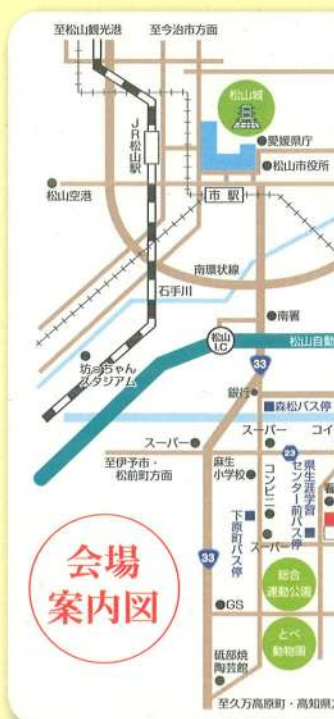 至松山観光港
至今治市方面
松山城
JR松山駅
愛媛県庁
松山市役所
松山空港
市駅
南環状線
石手川
南署
松山
I.C
松山自動
坊っちゃん
スタジアム
33
銀行
森松バス停
スーパー
スーパー
コイ
23
至伊予市・
松前町方面
麻生
小学校
コンビニ
県生涯学習
センター前バス停
下原町バス停
スーパー
会場
案内図
33
総合
運動公園
GS
とべ
動物園
砥部焼
陶芸館
至久万高原町・高知県